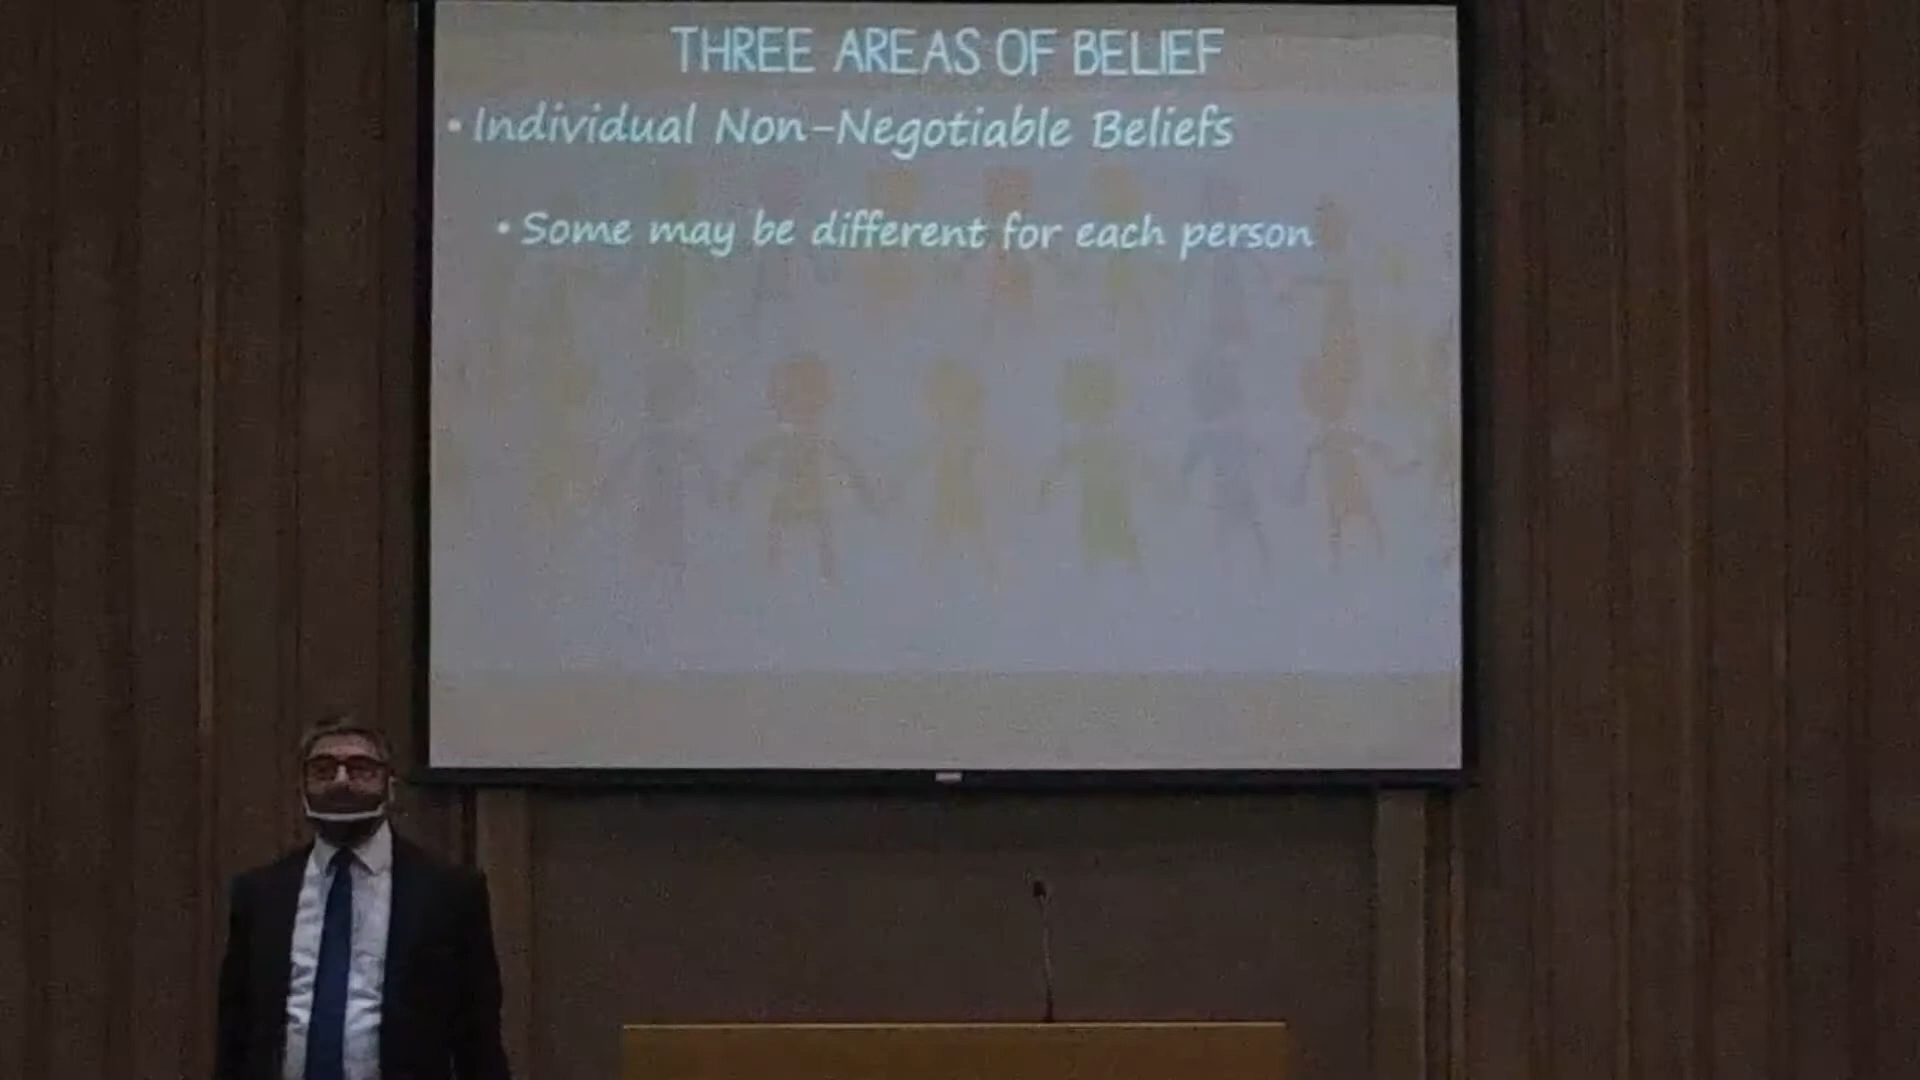 THREE AREAS OF BELIEF
• Individual Non-Negotiable Beliefs
• Some may be different for each person